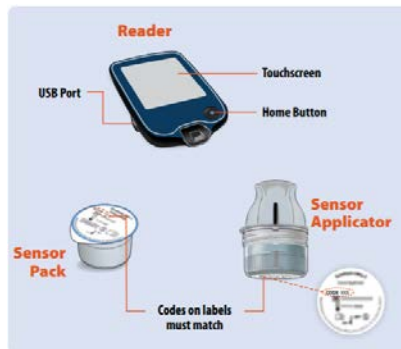 Reader
Touchscreen
USB Port
Home Button
Sensor
Applicator
Sensor
Pack
Codes on labels
must match